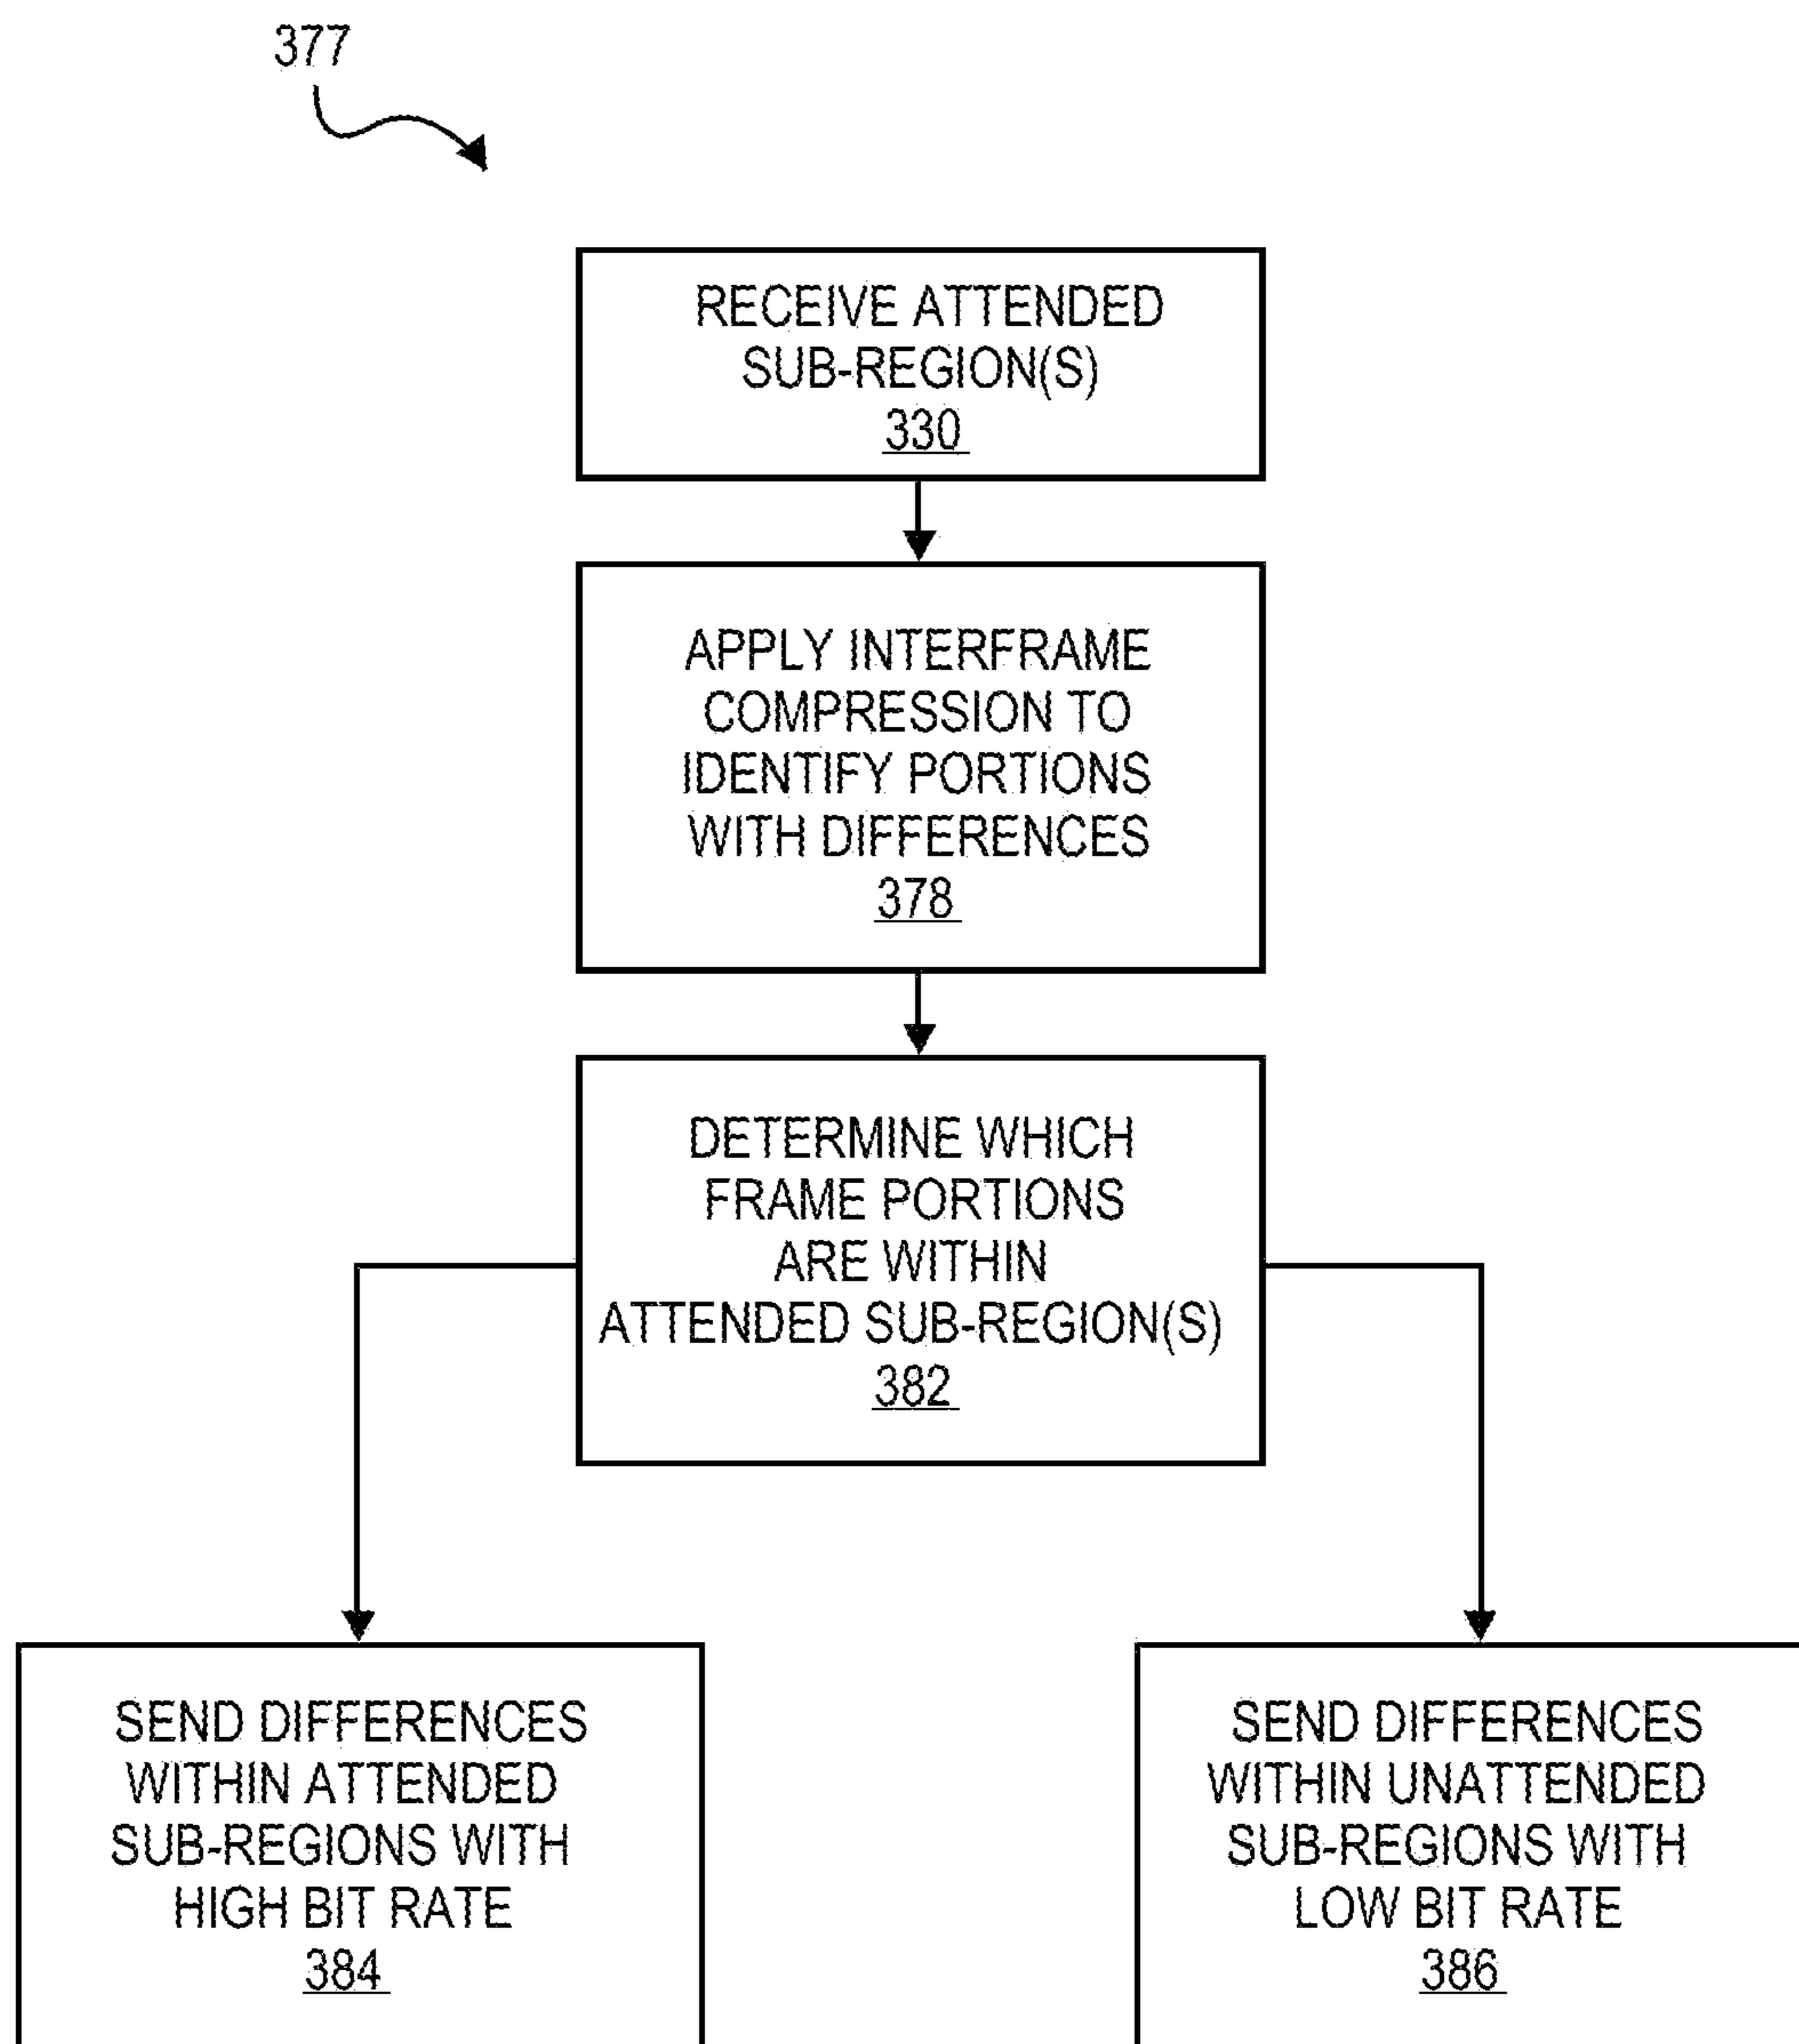 377
RECEIVE ATTENDED
SUB-REGION(S)
330
APPLY INTERFRAME
COMPRESSION TO
IDENTIFY PORTIONS
WITH DIFFERENCES
378
DETERMINE WHICH
FRAME PORTIONS
ARE WITHIN
ATTENDED SUB-REGION(S)
382
SEND DIFFERENCES
WITHIN ATTENDED
SUB-REGIONS WITH
HIGH BIT RATE
384
SEND DIFFERENCES
WITHIN UNATTENDED
SUB-REGIONS WITH
LOW BIT RATE
386